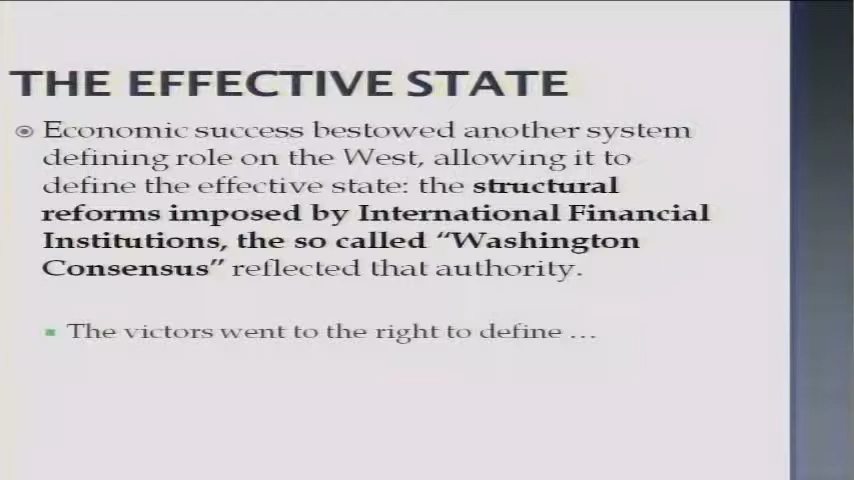 THE EFFECTIVE STATE
Economic success bestowed another system
defining role on the West, allowing it to
define the effective state: the structural
reforms imposed by International Financial
Institutions, the so called “Washington
Consensus” reflected that authority.
The victors went to the right to define …